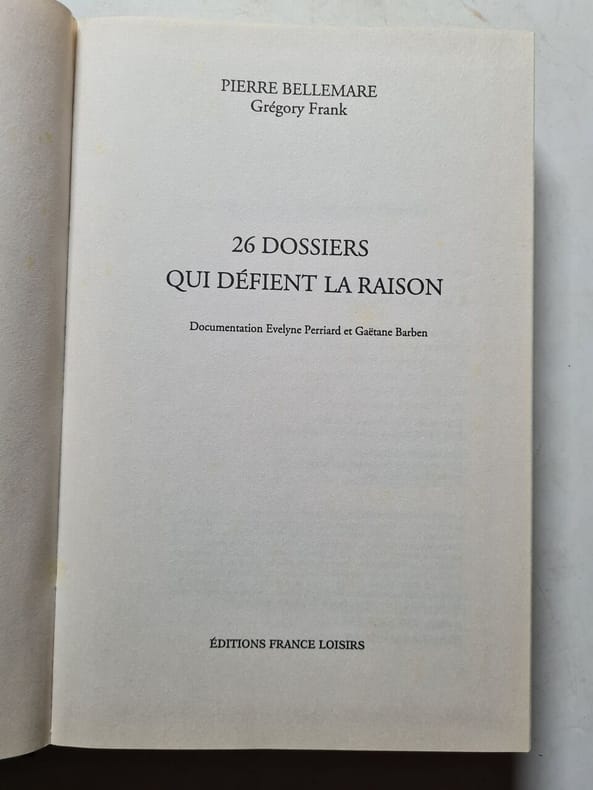 PIERRE BELLEMARE
Grégory Frank
26 DOSSIERS
QUI DÉFIENT LA RAISON
Documentation Evelyne Perriard et Gaëtane Barben
ÉDITIONS FRANCE LOISIRS